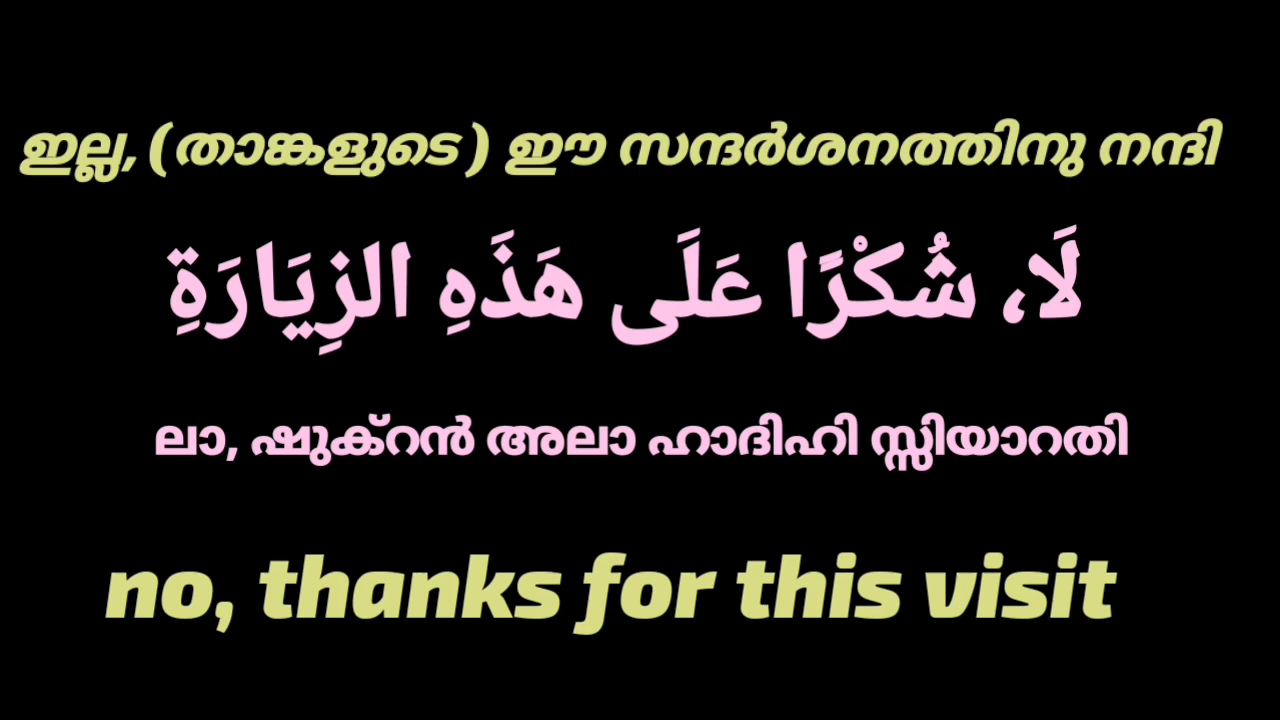 ഇല്ല, (താങ്കളുടെ ) ഈ സന്ദർശനത്തിനു നന്ദി
لَا، شُكْرًا عَلَى هَذَهِ الزِيَارَةِ
ലാ, ഷുക്റൻ അലാ ഹാദിഹി സ്സിയാറതി
no, thanks for this visit